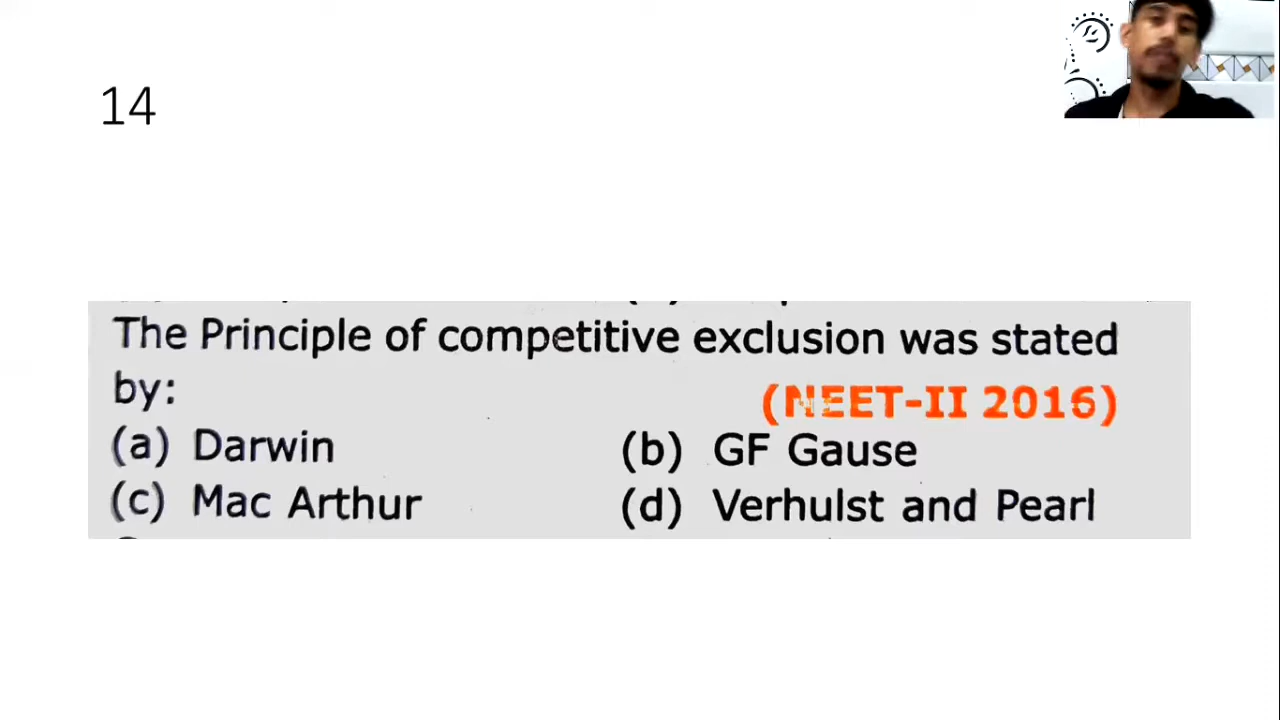 14
The Principle of competitive exclusion was stated
by: (NEET-II 2016)
(a) Darwin (b) GF Gause
(c) Mac Arthur (d) Verhulst and Pearl